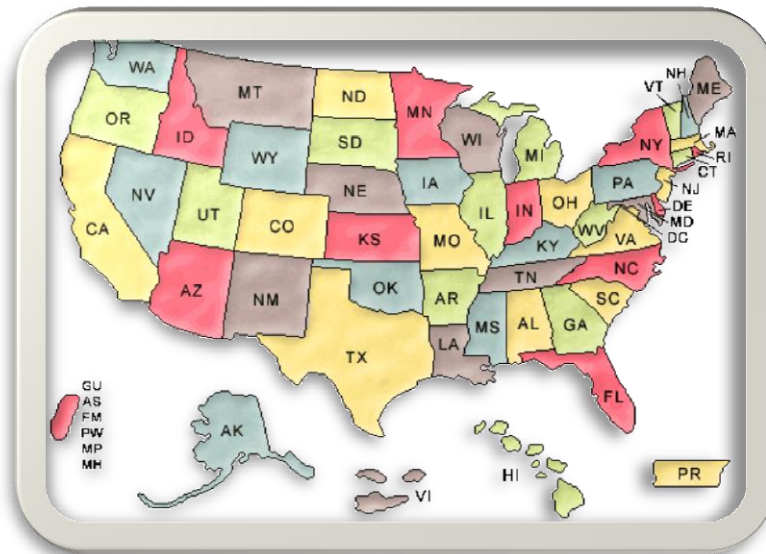 WA
MT
ND
MN
OR
ID
SD
WI
WY
MI
NH
VT
ME
NY
MA
RI
CT
NV
UT
CO
NE
IA
IL
IN
OH
PA
NJ
DE
MD
DC
CA
KS
MO
KY
WV
VA
AZ
NM
OK
AR
TN
NC
SC
TX
LA
MS
AL
GA
FL
GU
AS
FM
PW
MP
MH
AK
VI
HI
PR